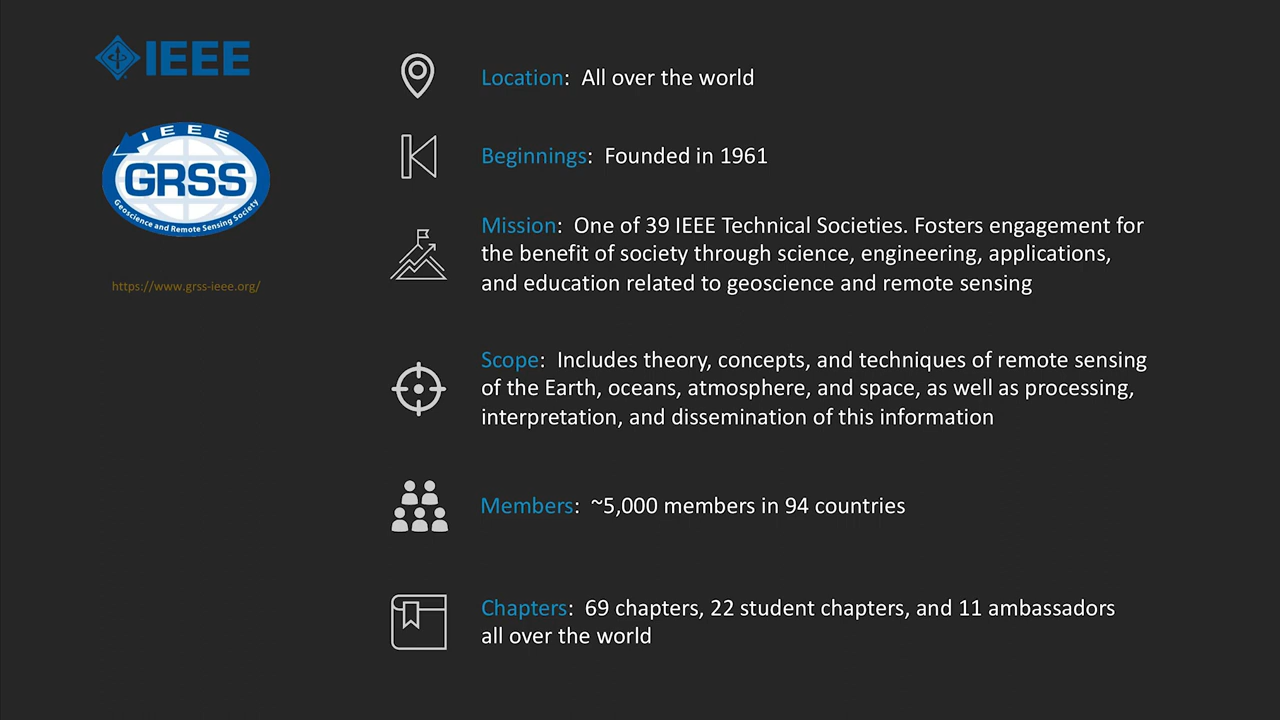 IEEE
IEEE
GRSS
Geoscience and Remote Sensing Society
https://www.grss-ieee.org/
Location: All over the world
Beginnings: Founded in 1961
Mission: One of 39 IEEE Technical Societies. Fosters engagement for
the benefit of society through science, engineering, applications,
and education related to geoscience and remote sensing
Scope: Includes theory, concepts, and techniques of remote sensing
of the Earth, oceans, atmosphere, and space, as well as processing,
interpretation, and dissemination of this information
Members: ~5,000 members in 94 countries
Chapters: 69 chapters, 22 student chapters, and 11 ambassadors
all over the world